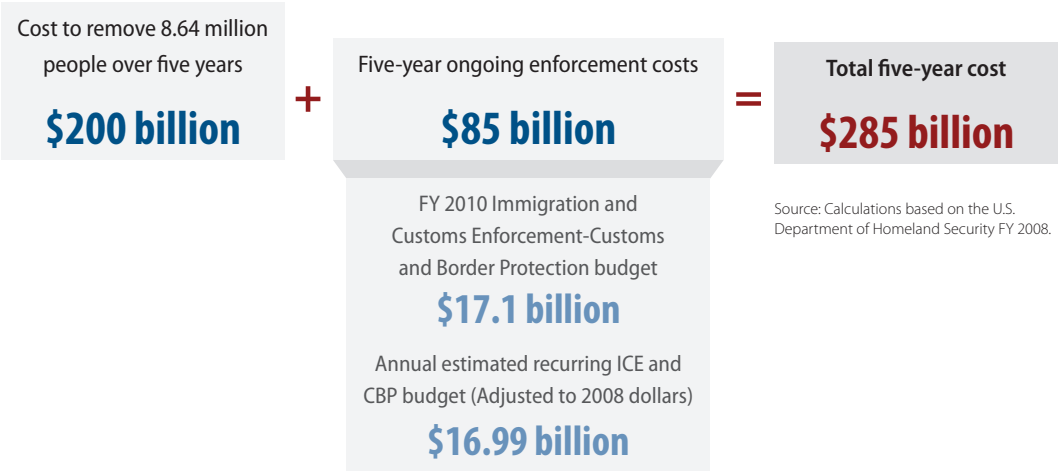 Cost to remove 8.64 million
people over five years
$200 billion
+
Five-year ongoing enforcement costs
$85 billion
FY 2010 Immigration and
Customs Enforcement-Customs
and Border Protection budget
$17.1 billion
Annual estimated recurring ICE and
CBP budget (Adjusted to 2008 dollars)
$16.99 billion
=
Total five-year cost
$285 billion
Source: Calculations based on the U.S.
Department of Homeland Security FY 2008.